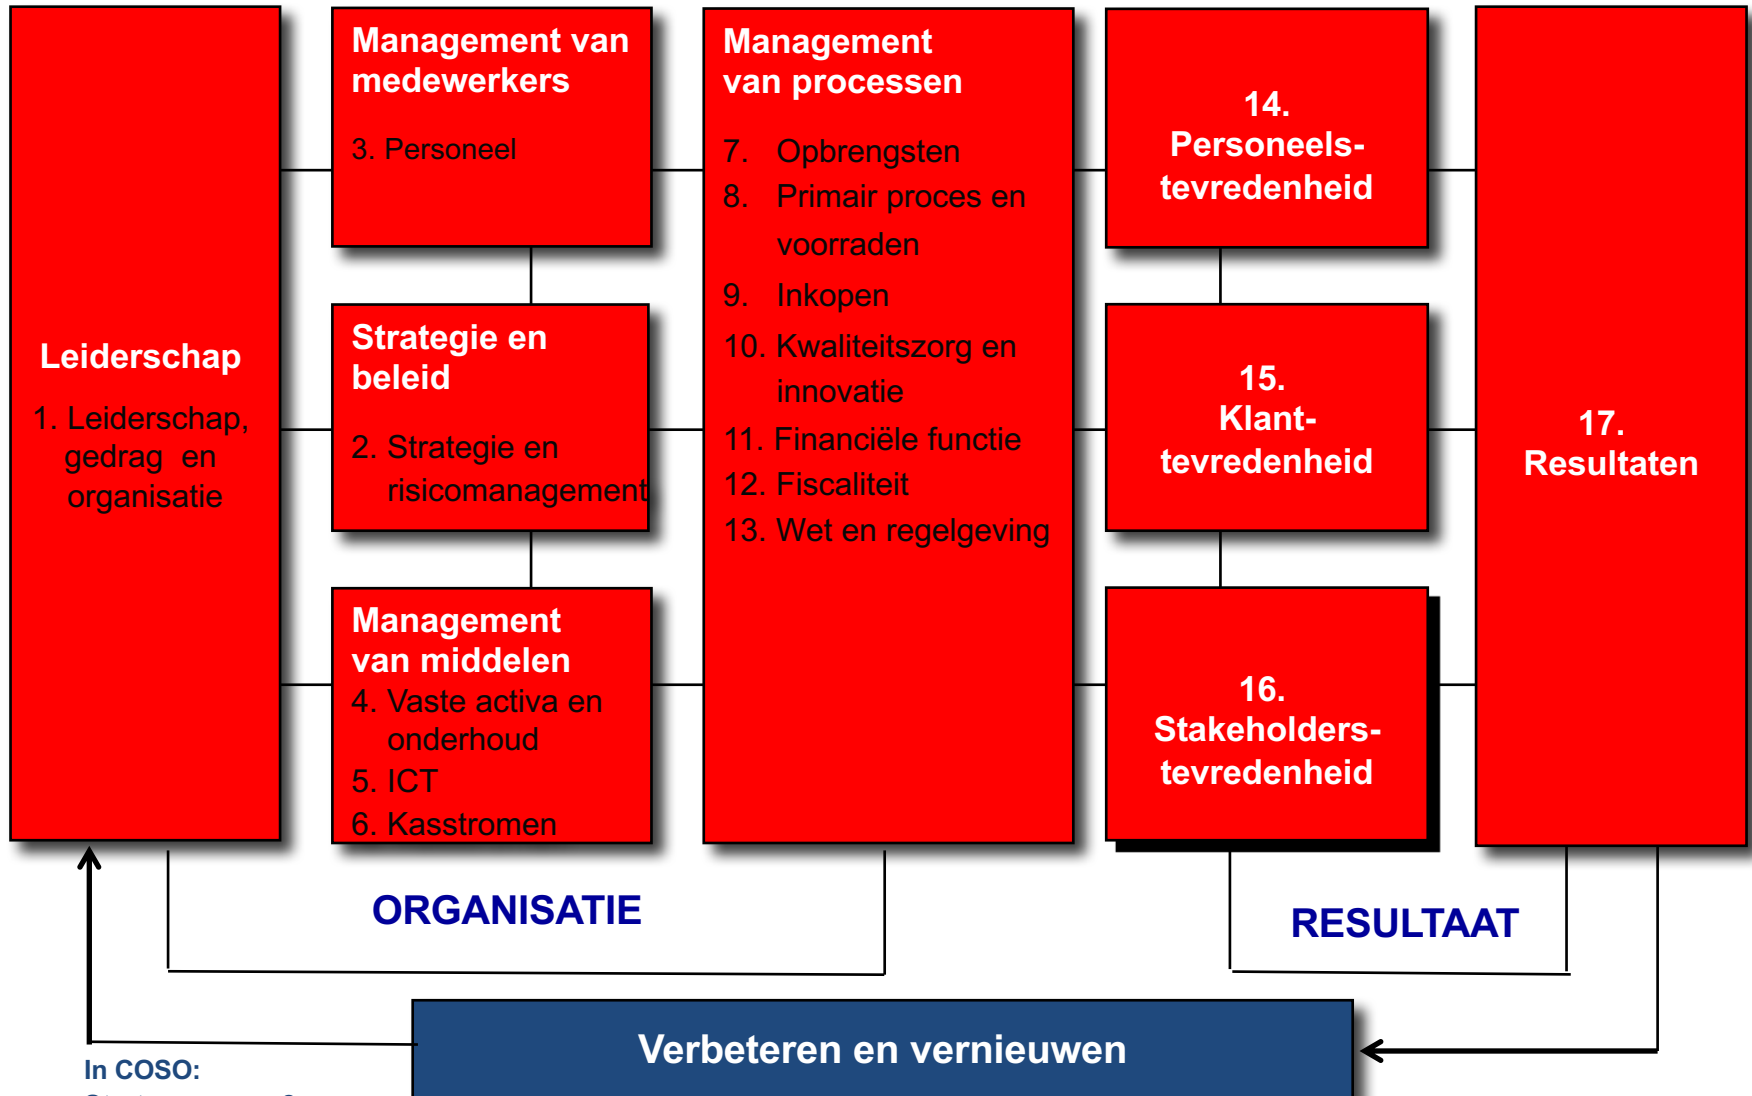 Leiderschap
1. Leiderschap,
gedrag en
organisatie
Management van
medewerkers
3. Personeel
Strategie en
beleid
2. Strategie en
risicomanagement
Management
van middelen
4. Vaste activa en
onderhoud
5. ICT
6. Kasstromen
Management
van processen
7. Opbrengsten
8. Primair proces en
voorraden
9. Inkopen
10. Kwaliteitszorg en
innovatie
11. Financiële functie
12. Fiscaliteit
13. Wet en regelgeving
14.
Personeels-
tevredenheid
15.
Klant-
tevredenheid
16.
Stakeholders-
tevredenheid
17.
Resultaten
ORGANISATIE
RESULTAAT
Verbeteren en vernieuwen
In COSO: